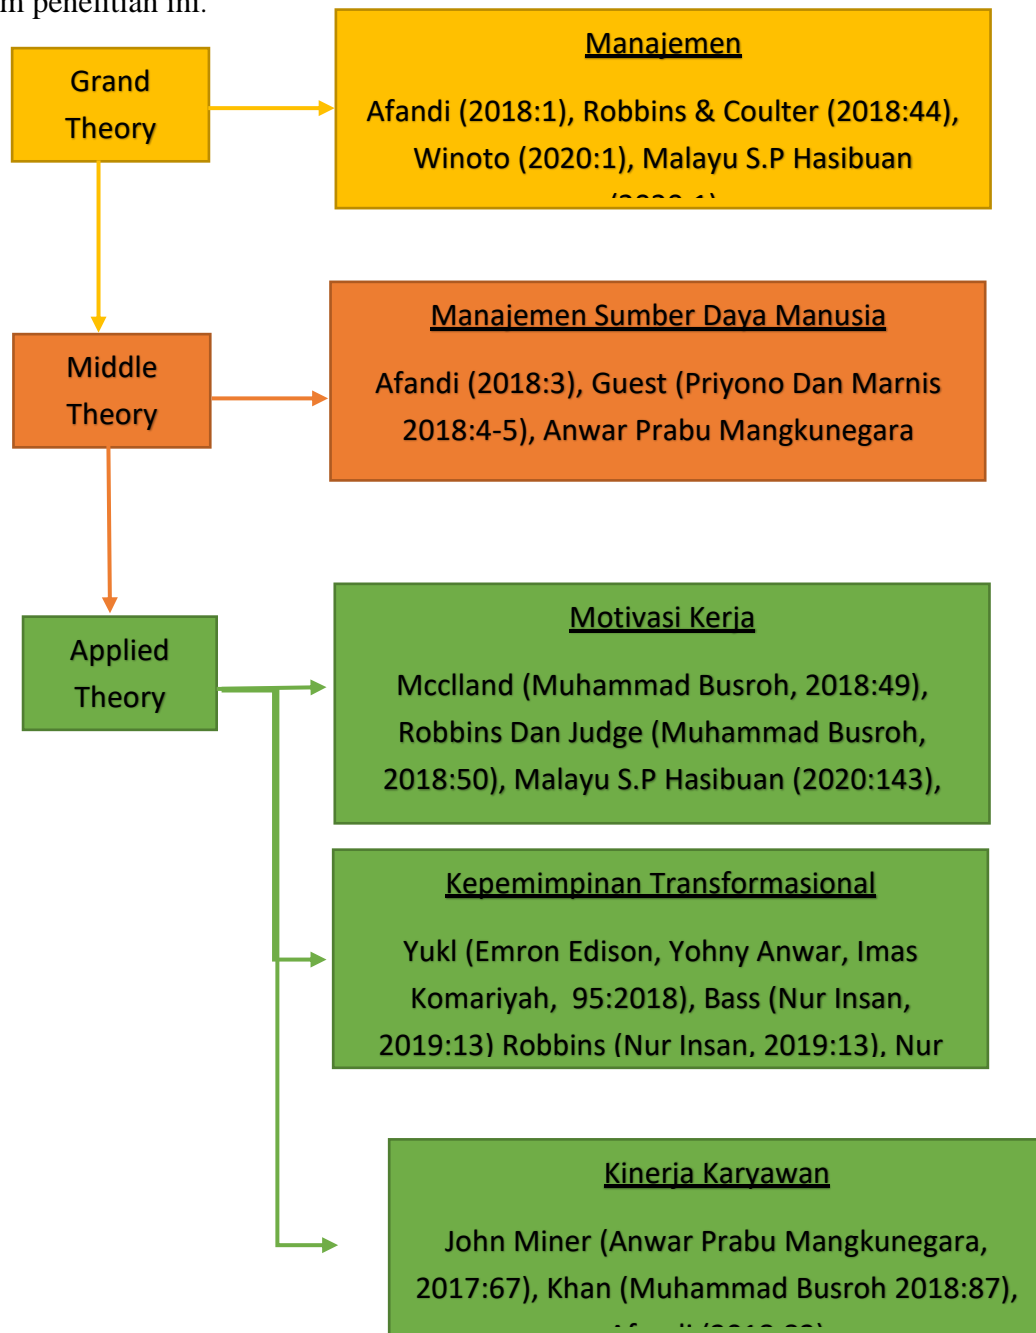 m penelitian ini.
Grand
Theory
Manajemen
Afandi (2018:1), Robbins & Coulter (2018:44),
Winoto (2020:1), Malayu S.P Hasibuan
Middle
Theory
Manajemen Sumber Daya Manusia
Afandi (2018:3), Guest (Priyono Dan Marnis
2018:4-5), Anwar Prabu Mangkunegara
Applied
Theory
Motivasi Kerja
Mcclland (Muhammad Busroh, 2018:49),
Robbins Dan Judge (Muhammad Busroh,
2018:50), Malayu S.P Hasibuan (2020:143),
Kepemimpinan Transformasional
Yukl (Emron Edison, Yohny Anwar, Imas
Komariyah, 95:2018), Bass (Nur Insan,
2019:13) Robbins (Nur Insan, 2019:13), Nur
Kinerja Karyawan
John Miner (Anwar Prabu Mangkunegara,
2017:67), Khan (Muhammad Busroh 2018:87),